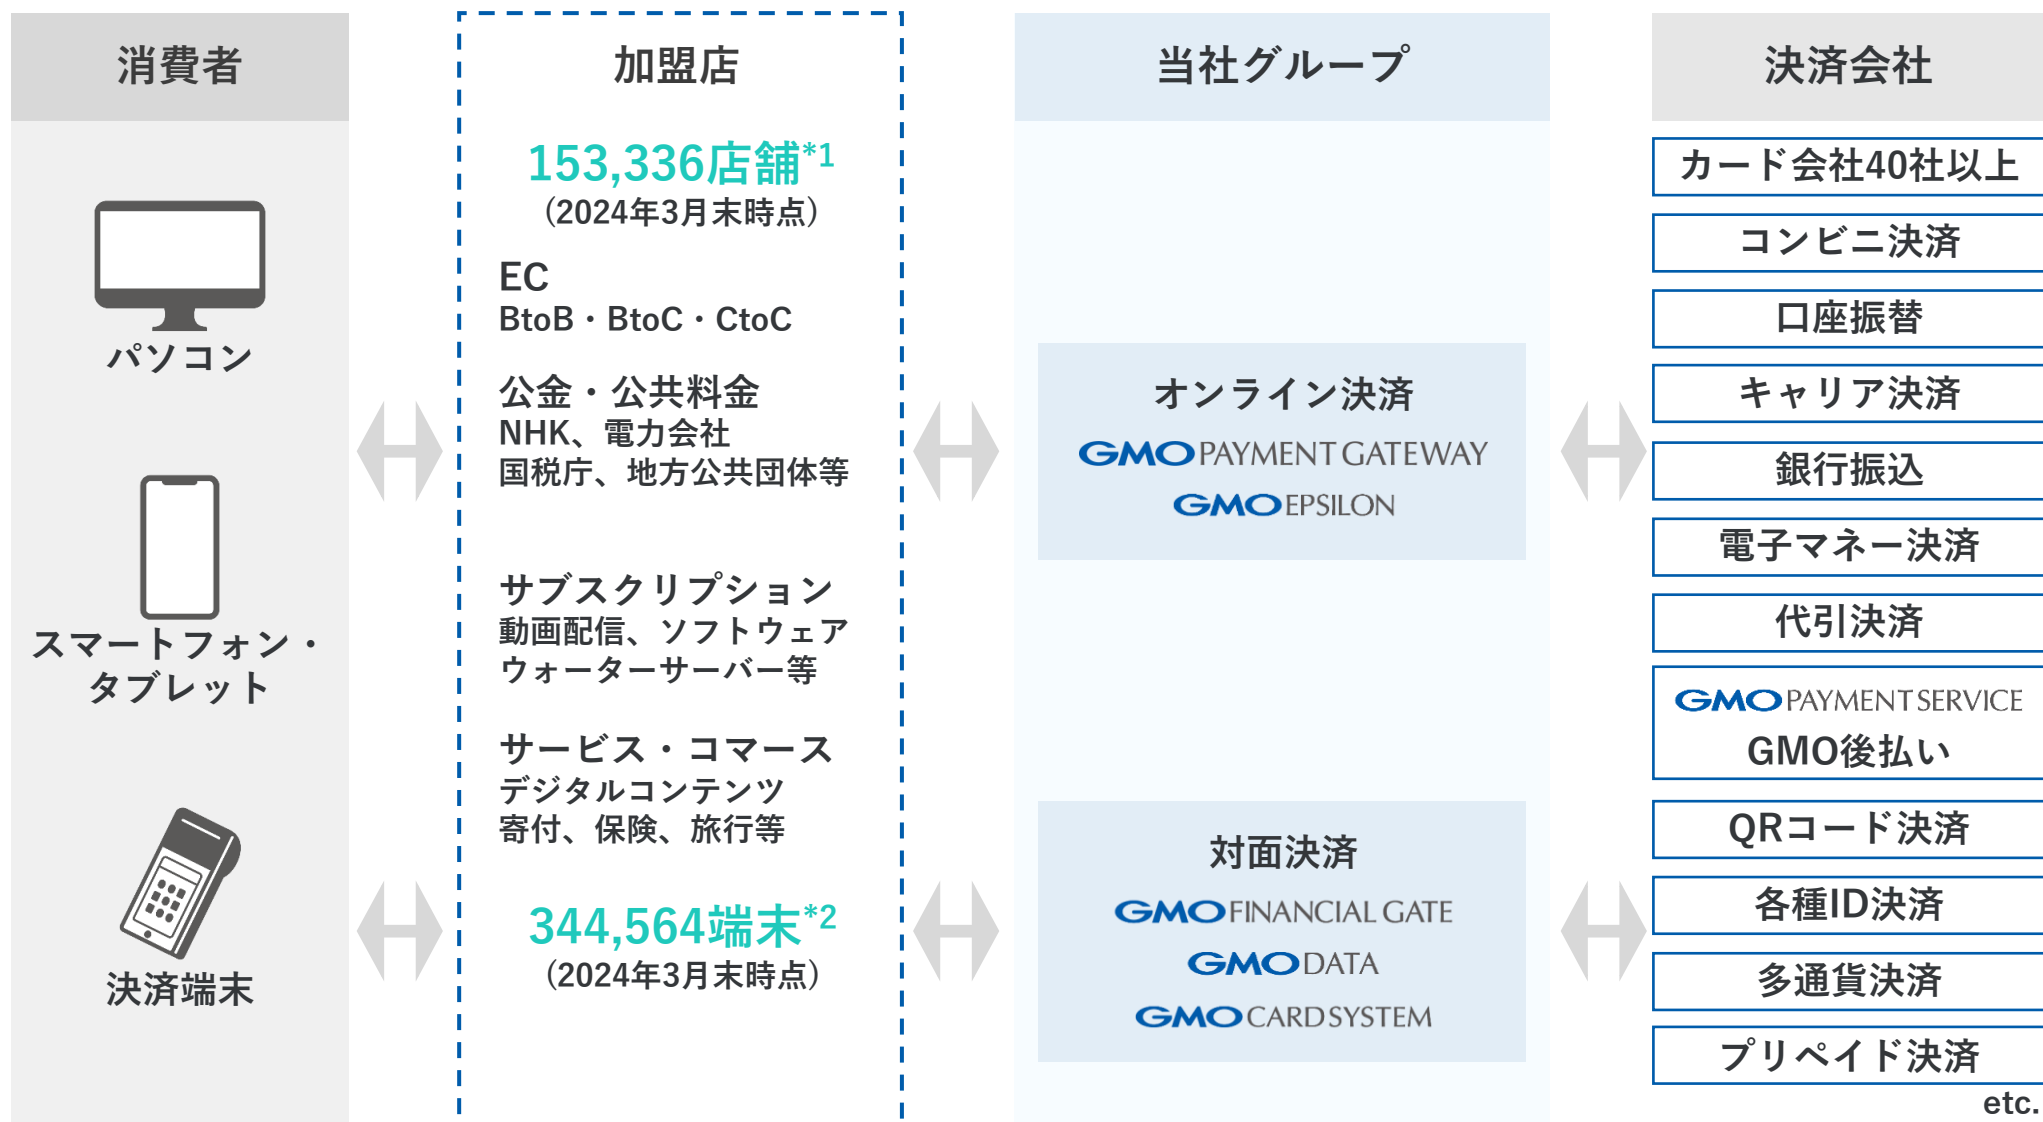 消費者
パソコン
スマートフォン・
タブレット
決済端末
加盟店
153,336店舗*1
(2024年3月末時点)
EC
BtoB・BtoC・CtoC
公金・公共料金
NHK、電力会社
国税庁、地方公共団体等
サブスクリプション
動画配信、ソフトウェア
ウォーターサーバー等
サービス・コマース
デジタルコンテンツ
寄付、保険、旅行等
344,564端末*2
(2024年3月末時点)
当社グループ
オンライン決済
GMO PAYMENT GATEWAY
GMO EPSILON
対面決済
GMO FINANCIAL GATE
GMO DATA
GMO CARD SYSTEM
決済会社
カード会社40社以上
コンビニ決済
口座振替
キャリア決済
銀行振込
電子マネー決済
代引決済
GMO PAYMENT SERVICE
GMO後払い
QRコード決済
各種ID決済
多通貨決済
プリペイド決済
etc.